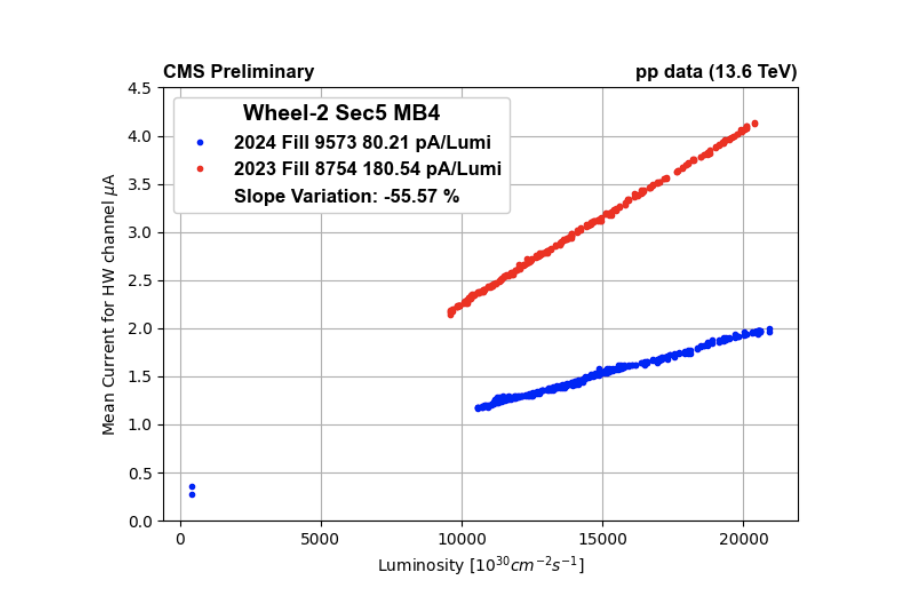 CMS Preliminary pp data (13.6 TeV)
Wheel-2 Sec5 MB4
2024 Fill 9573 80.21 pA/Lumi
2023 Fill 8754 180.54 pA/Lumi
Slope Variation: -55.57 %
Mean Current for HW channel μA
4.5
4.0
3.5
3.0
2.5
2.0
1.5
1.0
0.5
0.0
0 5000 10000 15000 20000
Luminosity [10³⁰cm⁻²s⁻¹]